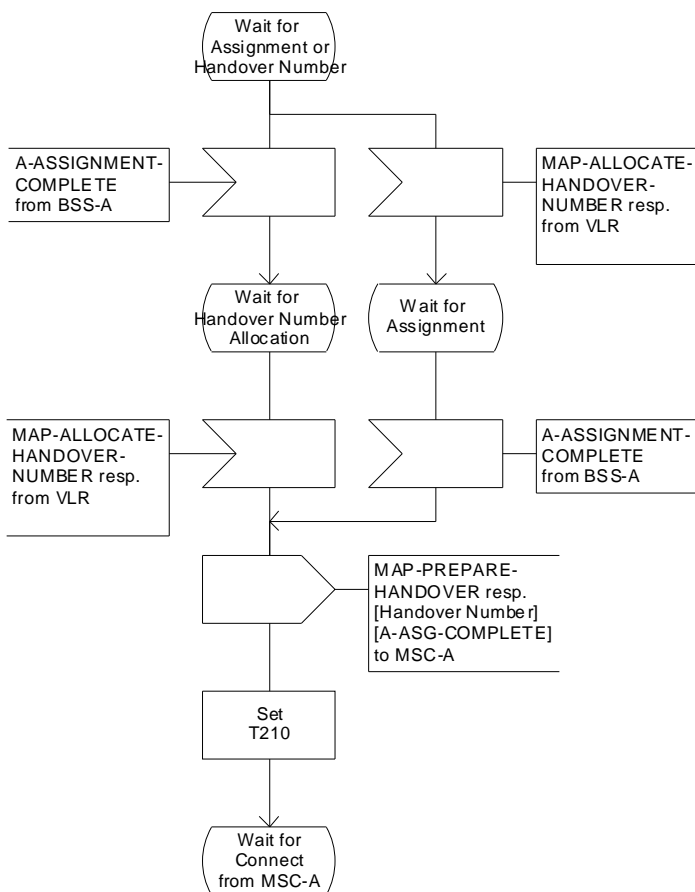 Wait for
Assignment or
Handover Number
A-ASSIGNMENT-
COMPLETE
from BSS-A
MAP-ALLOCATE-
HANDOVER-
NUMBER resp.
from VLR
Wait for
Handover Number
Allocation
Wait for
Assignment
MAP-ALLOCATE-
HANDOVER-
NUMBER resp.
from VLR
A-ASSIGNMENT-
COMPLETE
from BSS-A
MAP-PREPARE-
HANDOVER resp.
[Handover Number]
[A-ASG-COMPLETE]
to MSC-A
Set
T210
Wait for
Connect
from MSC-A